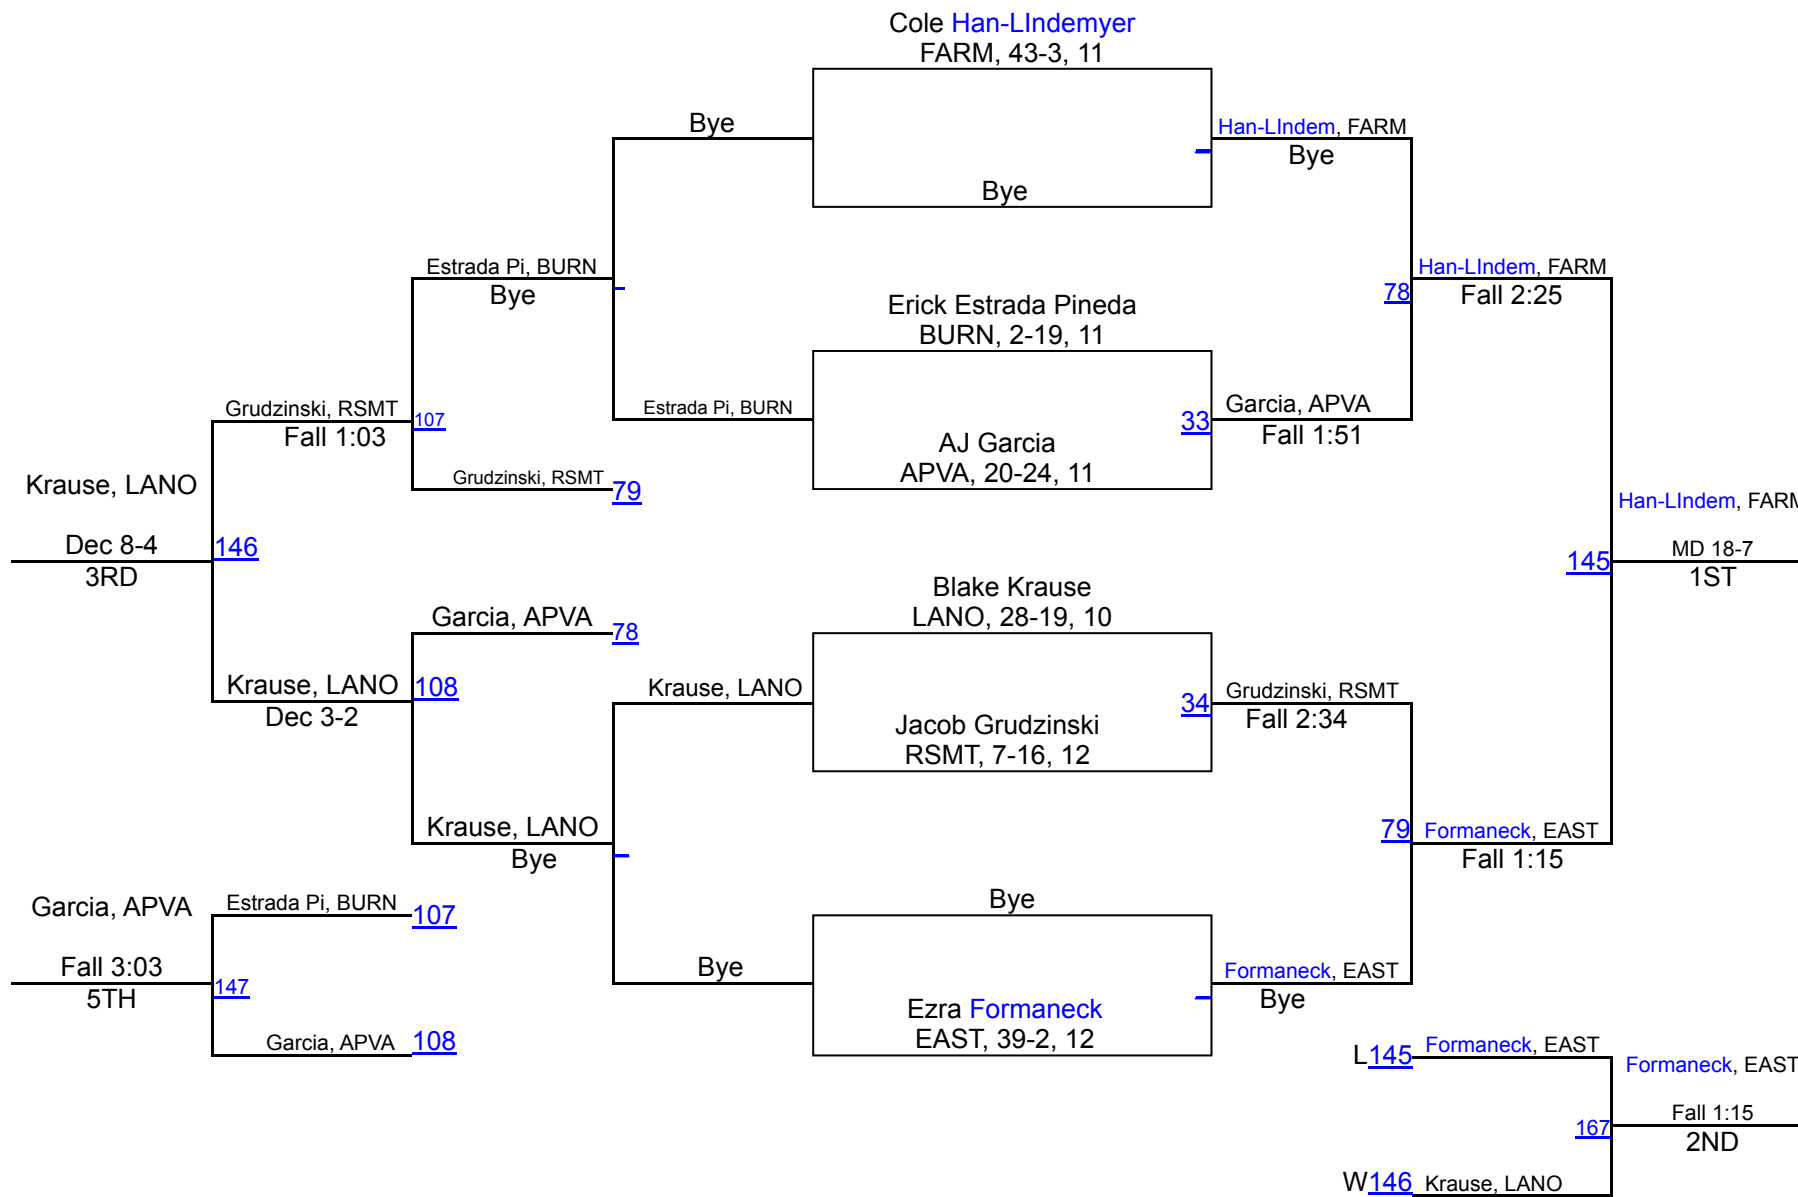 Cole Han-LIndemyer
FARM, 43-3, 11
Bye
Han-LIndem, FARM
Bye
Bye
Estrada Pi, BURN
Bye
Han-LIndem, FARM
78
Fall 2:25
Erick Estrada Pineda
BURN, 2-19, 11
Grudzinski, RSMT
107
Fall 1:03
Estrada Pi, BURN
33
Garcia, APVA
Fall 1:51
AJ Garcia
APVA, 20-24, 11
Grudzinski, RSMT
79
Krause, LANO
Han-LIndem, FARM
Dec 8-4
146
3RD
145
MD 18-7
1ST
Blake Krause
LANO, 28-19, 10
Garcia, APVA
78
Krause, LANO
108
Dec 3-2
Krause, LANO
34
Grudzinski, RSMT
Fall 2:34
Jacob Grudzinski
RSMT, 7-16, 12
Krause, LANO
Bye
79
Formaneck, EAST
Fall 1:15
Garcia, APVA
Estrada Pi, BURN
107
Bye
Fall 3:03
147
5TH
Bye
Formaneck, EAST
Bye
Ezra Formaneck
EAST, 39-2, 12
Garcia, APVA
108
L145
Formaneck, EAST
Formaneck, EAST
167
Fall 1:15
2ND
W146
Krause, LANO